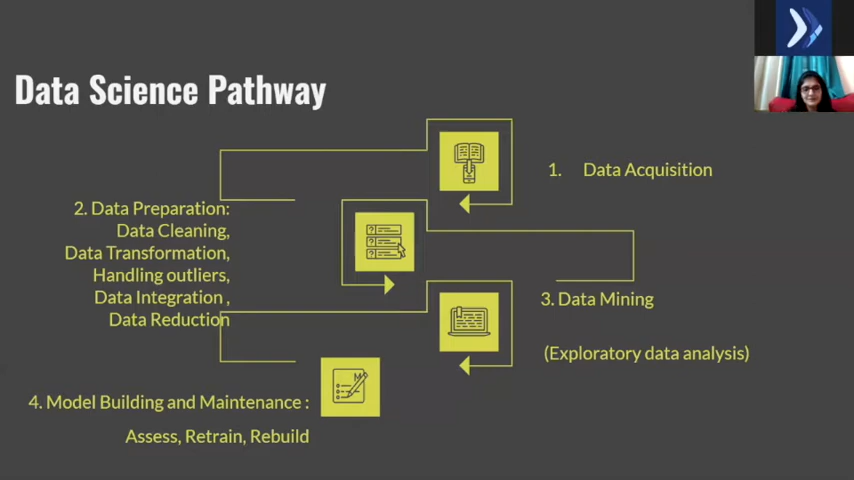 Data Science Pathway
1. Data Acquisition
2. Data Preparation:
Data Cleaning,
Data Transformation,
Handling outliers,
Data Integration ,
Data Reduction
3. Data Mining
(Exploratory data analysis)
4. Model Building and Maintenance :
Assess, Retrain, Rebuild